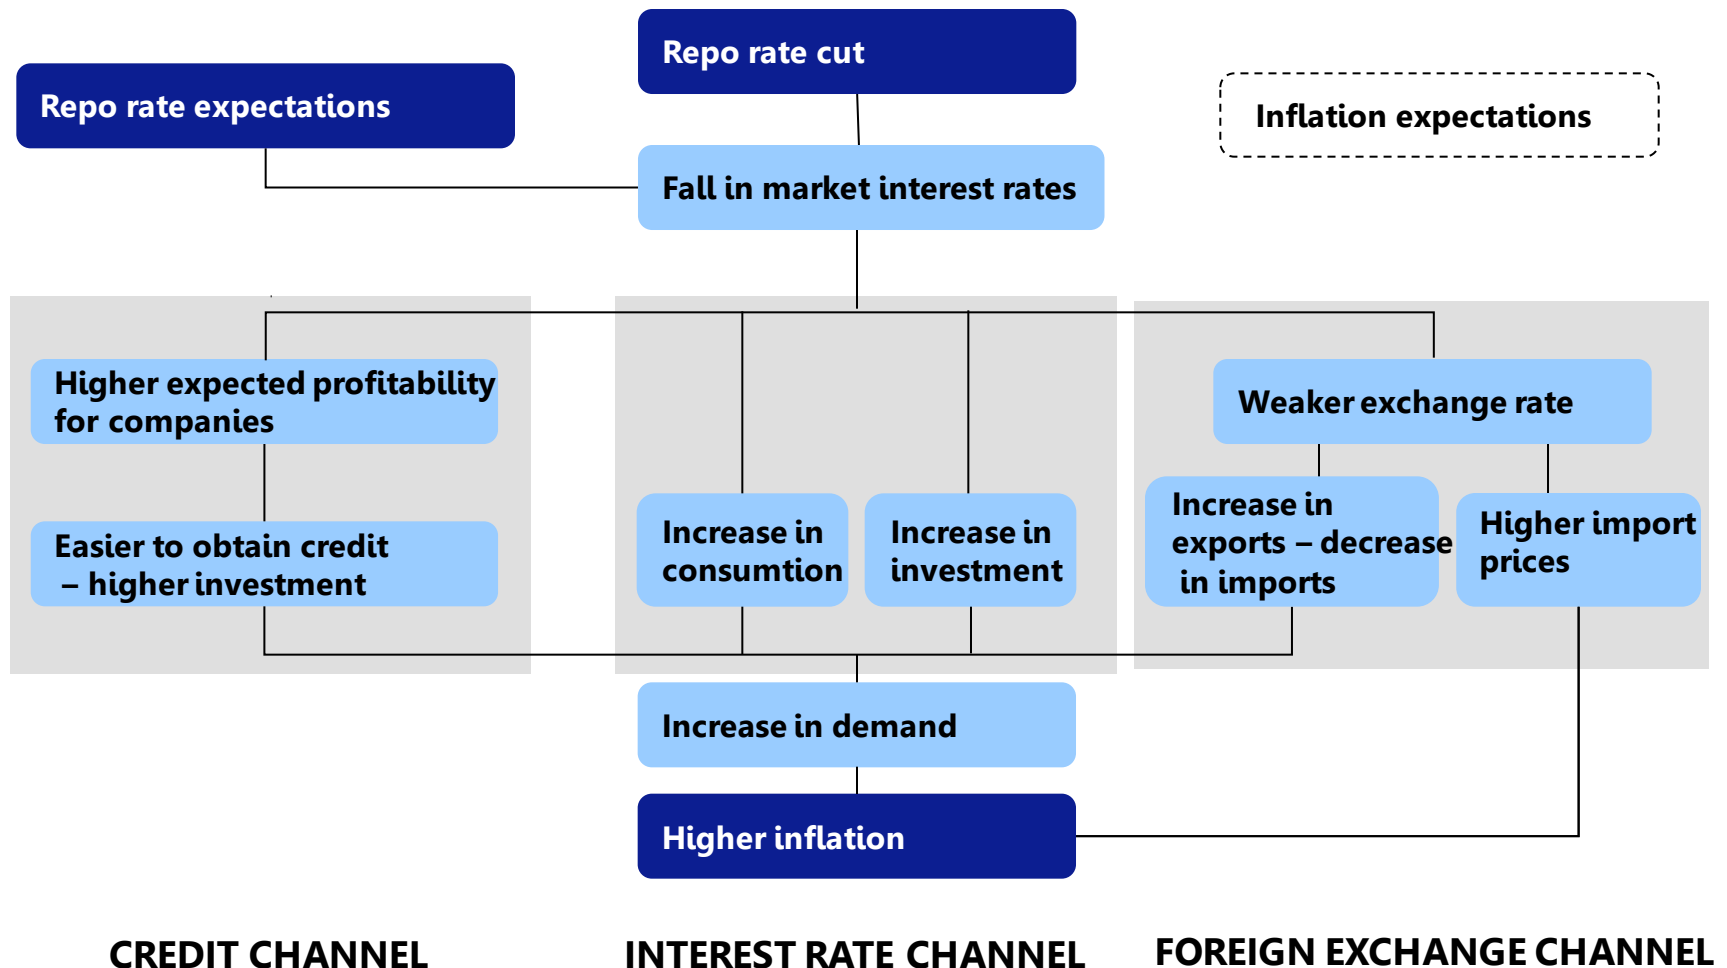 Repo rate cut
Repo rate expectations
Inflation expectations
Fall in market interest rates
Higher expected profitability
for companies
Weaker exchange rate
Easier to obtain credit
– higher investment
Increase in
consumtion
Increase in
investment
Increase in
exports – decrease
in imports
Higher import
prices
Increase in demand
Higher inflation
CREDIT CHANNEL
INTEREST RATE CHANNEL
FOREIGN EXCHANGE CHANNEL